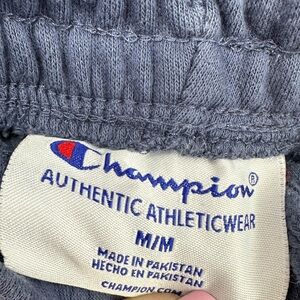 Champion®
AUTHENTIC ATHLETICWEAR
M/M
MADE IN PAKISTAN
HECHO EN PAKISTAN
CHAMPION.COM